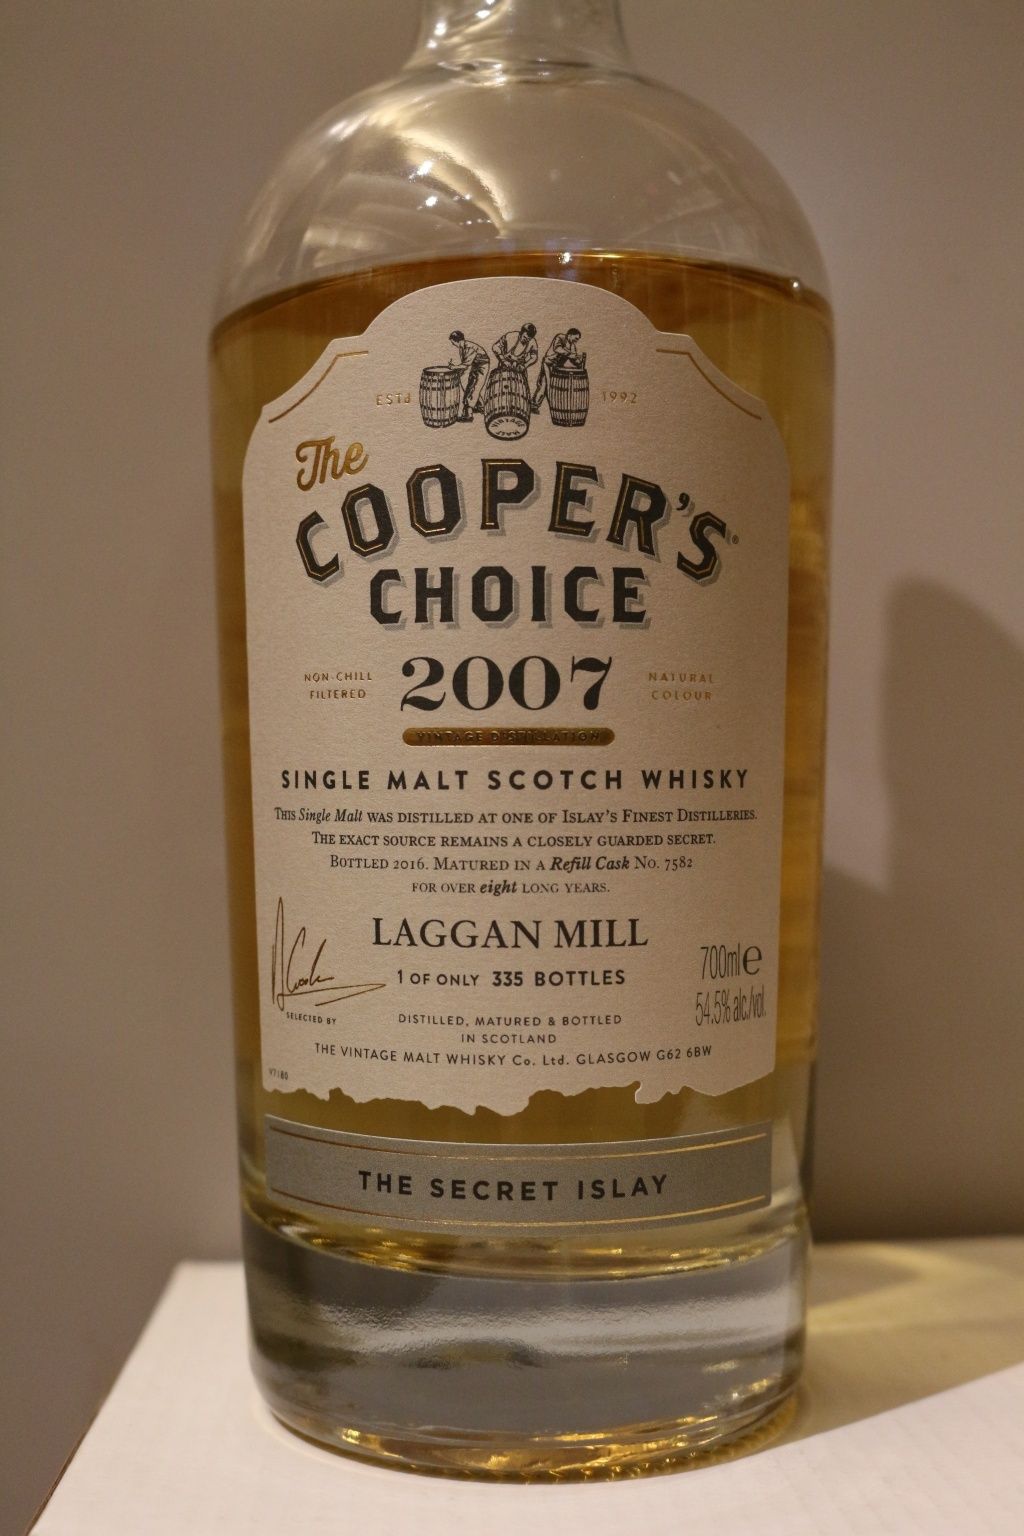 ESTd 1992
VINTAGE MALT
The
COOPER'S®
CHOICE
NON-CHILL FILTERED
2007
NATURAL COLOUR
VINTAGE DISTILLATION
SINGLE MALT SCOTCH WHISKY
THIS Single Malt WAS DISTILLED AT ONE OF ISLAY'S FINEST DISTILLERIES.
THE EXACT SOURCE REMAINS A CLOSELY GUARDED SECRET.
BOTTLED 2016. MATURED IN A Refill Cask NO. 7582
FOR OVER eight LONG YEARS.
LAGGAN MILL
1 OF ONLY 335 BOTTLES
700ml e
54.5% alc./vol.
SELECTED BY
DISTILLED, MATURED & BOTTLED
IN SCOTLAND
THE VINTAGE MALT WHISKY Co. Ltd. GLASGOW G62 6BW
V7180
THE SECRET ISLAY